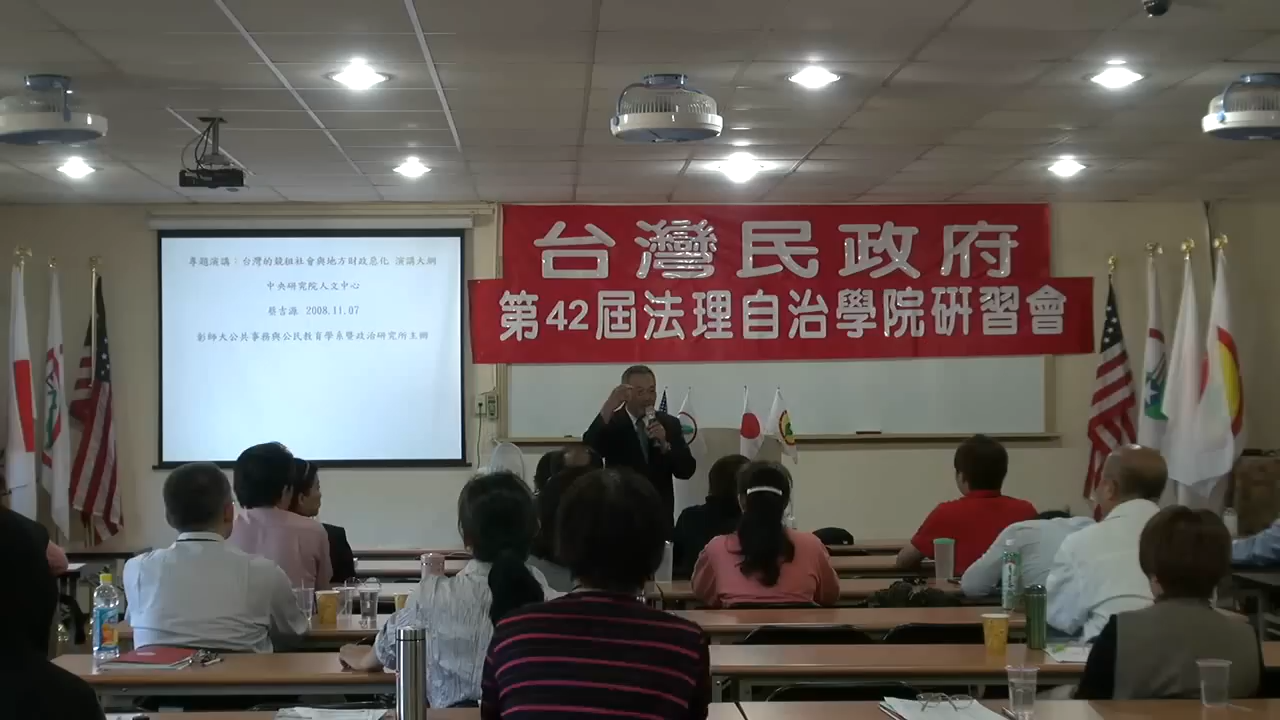 專題演講：台灣的競租社會與地方財政惡化 演講大綱
中央研究院人文中心
蔡吉源 2008.11.07
彰師大公共事務與公民教育學系暨政治研究所主辦
台灣民政府
第42屆法理自治學院研習會